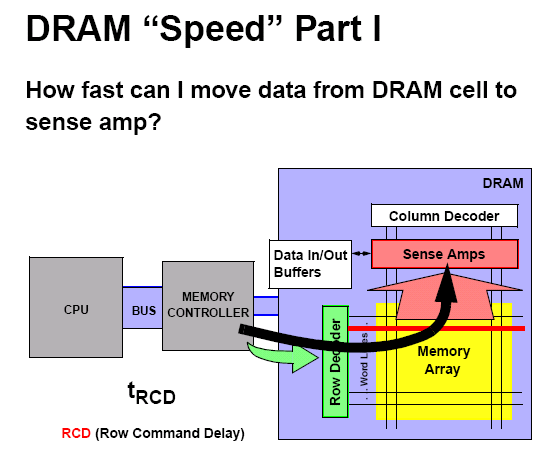 DRAM “Speed” Part I
How fast can I move data from DRAM cell to
sense amp?
DRAM
Column Decoder
Data In/Out
Buffers
Sense Amps
CPU
BUS
MEMORY
CONTROLLER
Row Decoder
. . . Word Lines . . .
Memory
Array
tRCD
RCD (Row Command Delay)